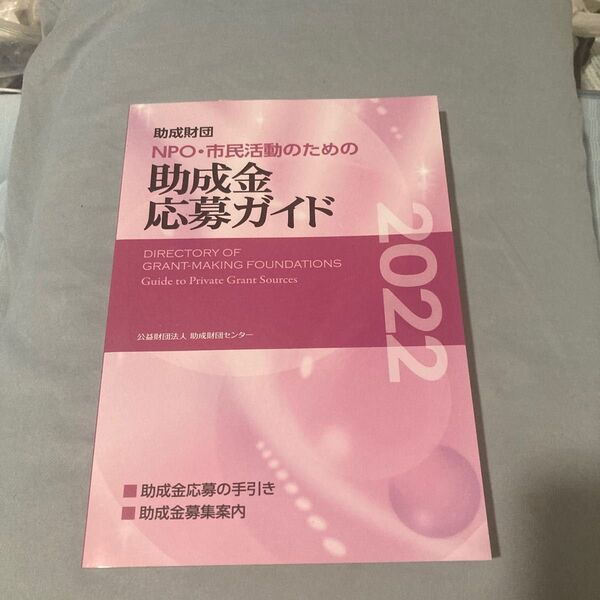 助成財団
NPO・市民活動のための
助成金
応募ガイド
2022
DIRECTORY OF
GRANT-MAKING FOUNDATIONS
Guide to Private Grant Sources
公益財団法人 助成財団センター
■助成金応募の手引き
■助成金募集案内